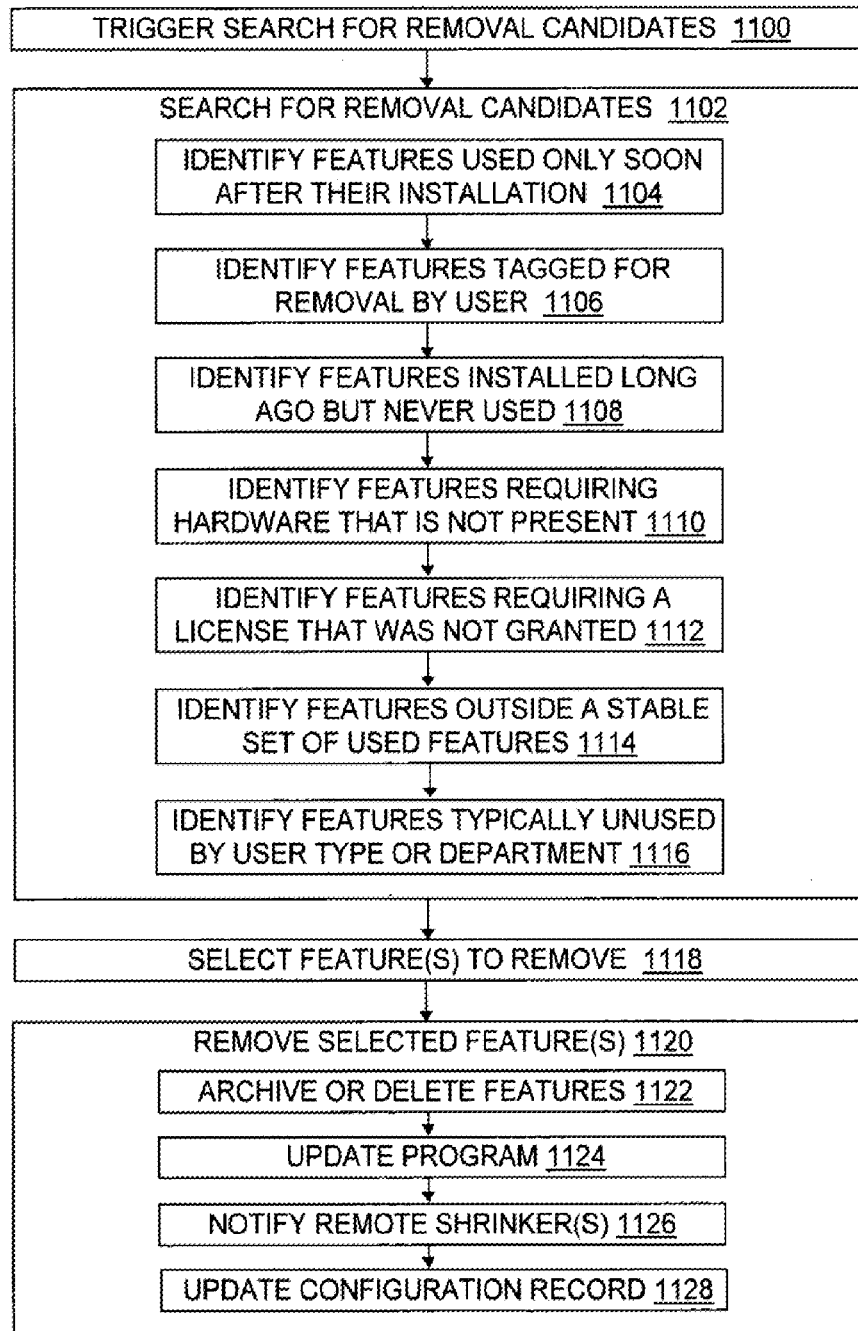 TRIGGER SEARCH FOR REMOVAL CANDIDATES 1100
SEARCH FOR REMOVAL CANDIDATES 1102
IDENTIFY FEATURES USED ONLY SOON
AFTER THEIR INSTALLATION 1104
IDENTIFY FEATURES TAGGED FOR
REMOVAL BY USER 1106
IDENTIFY FEATURES INSTALLED LONG
AGO BUT NEVER USED 1108
IDENTIFY FEATURES REQUIRING
HARDWARE THAT IS NOT PRESENT 1110
IDENTIFY FEATURES REQUIRING A
LICENSE THAT WAS NOT GRANTED 1112
IDENTIFY FEATURES OUTSIDE A STABLE
SET OF USED FEATURES 1114
IDENTIFY FEATURES TYPICALLY UNUSED
BY USER TYPE OR DEPARTMENT 1116
SELECT FEATURE(S) TO REMOVE 1118
REMOVE SELECTED FEATURE(S) 1120
ARCHIVE OR DELETE FEATURES 1122
UPDATE PROGRAM 1124
NOTIFY REMOTE SHRINKER(S) 1126
UPDATE CONFIGURATION RECORD 1128